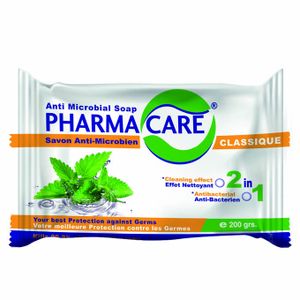 Anti Microbial Soap
PHARMA CARE®
Savon Anti-Microbien
CLASSIQUE
Cleaning effect
Effet Nettoyant
2 in 1
Antibacterial
Anti-Bacterien
Your best Protection against Germs
Votre meilleure Protection contre les Germes
e 200 grs.